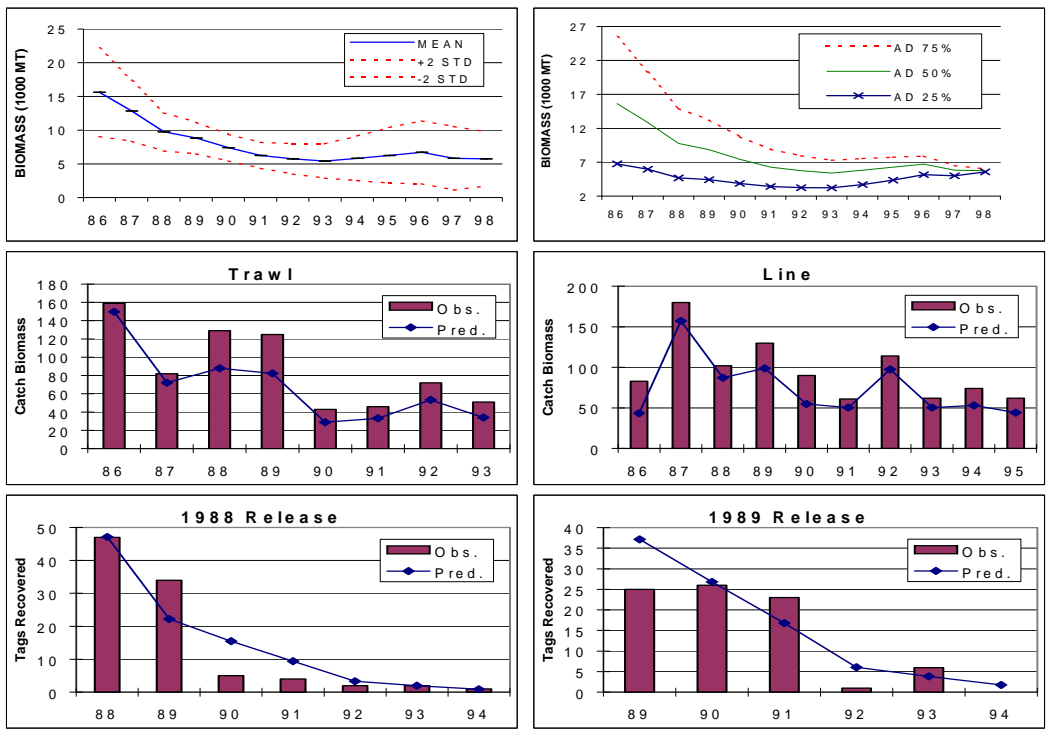 BIOMASS (1000 MT)
25
20
15
10
5
0
MEAN
+2 STD
-2 STD
86 87 88 89 90 91 92 93 94 95 96 97 98
BIOMASS (1000 MT)
27
22
17
12
7
2
AD 75%
AD 50%
AD 25%
86 87 88 89 90 91 92 93 94 95 96 97 98
Trawl
Catch Biomass
180
160
140
120
100
80
60
40
20
0
Obs.
Pred.
86 87 88 89 90 91 92 93
Line
Catch Biomass
200
150
100
50
0
Obs.
Pred.
86 87 88 89 90 91 92 93 94 95
1988 Release
Tags Recovered
50
40
30
20
10
0
Obs.
Pred.
88 89 90 91 92 93 94
1989 Release
Tags Recovered
40
35
30
25
20
15
10
5
0
Obs.
Pred.
89 90 91 92 93 94